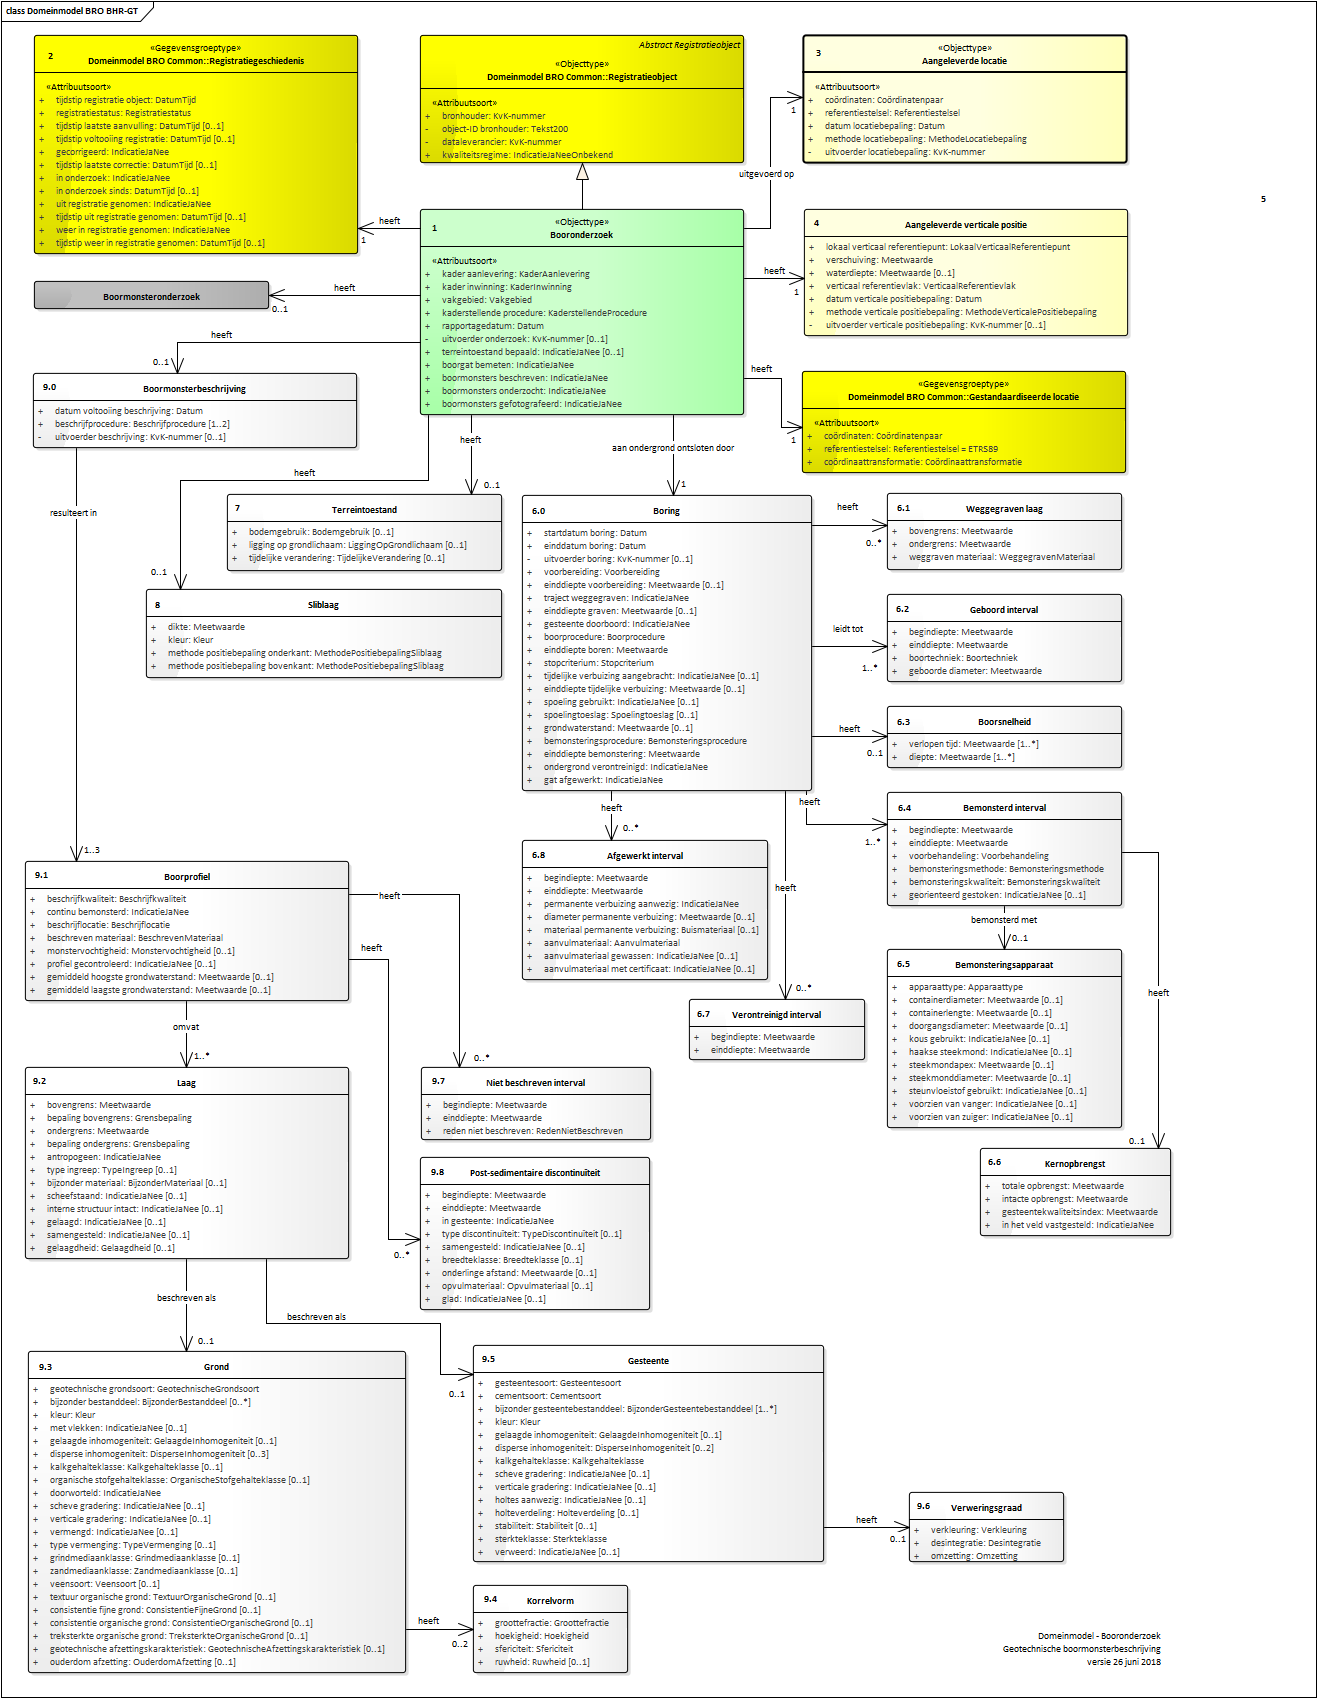 class Domeinmodel BRO BHR-GT
2
«Gegevensgroeptype»
Domeinmodel BRO Common::Registratiegeschiedenis
«Attribuutsoort»
+ tijdstip registratie object: DatumTijd
+ registratiestatus: Registratiestatus
+ tijdstip laatste aanvulling: DatumTijd [0..1]
+ tijdstip voltooiing registratie: DatumTijd [0..1]
+ gecorrigeerd: IndicatieJaNee
+ tijdstip laatste correctie: DatumTijd [0..1]
+ in onderzoek: IndicatieJaNee
+ in onderzoek sinds: DatumTijd [0..1]
+ uit registratie genomen: IndicatieJaNee
+ tijdstip uit registratie genomen: DatumTijd [0..1]
+ weer in registratie genomen: IndicatieJaNee
+ tijdstip weer in registratie genomen: DatumTijd [0..1]
Abstract Registratieobject
«Objecttype»
Domeinmodel BRO Common::Registratieobject
«Attribuutsoort»
+ bronhouder: KvK-nummer
- object-ID bronhouder: Tekst200
- dataleverancier: KvK-nummer
+ kwaliteitsregime: IndicatieJaNeeOnbekend
3
«Objecttype»
Aangeleverde locatie
«Attribuutsoort»
+ coördinaten: Coördinatenpaar
+ referentiestelsel: Referentiestelsel
+ datum locatiebepaling: Datum
+ methode locatiebepaling: MethodeLocatiebepaling
- uitvoerder locatiebepaling: KvK-nummer
1
uitgevoerd op
5
heeft
1
1
«Objecttype»
Booronderzoek
«Attribuutsoort»
+ kader aanlevering: KaderAanlevering
+ kader inwinning: KaderInwinning
+ vakgebied: Vakgebied
+ kaderstellende procedure: KaderstellendeProcedure
+ rapportagedatum: Datum
- uitvoerder onderzoek: KvK-nummer [0..1]
+ terreintoestand bepaald: IndicatieJaNee [0..1]
+ boorgat bemeten: IndicatieJaNee
+ boormonsters beschreven: IndicatieJaNee
+ boormonsters onderzocht: IndicatieJaNee
+ boormonsters gefotografeerd: IndicatieJaNee
heeft
1
4
Aangeleverde verticale positie
+ lokaal verticaal referentiepunt: LokaalVerticaalReferentiepunt
+ verschuiving: Meetwaarde
+ waterdiepte: Meetwaarde [0..1]
+ verticaal referentievlak: VerticaalReferentievlak
+ datum verticale positiebepaling: Datum
+ methode verticale positiebepaling: MethodeVerticalePositiebepaling
- uitvoerder verticale positiebepaling: KvK-nummer [0..1]
Boormonsteronderzoek
heeft
0..1
heeft
0..1
9.0
Boormonsterbeschrijving
+ datum voltooiing beschrijving: Datum
+ beschrijfprocedure: Beschrijfprocedure [1..2]
- uitvoerder beschrijving: KvK-nummer [0..1]
heeft
1
«Gegevensgroeptype»
Domeinmodel BRO Common::Gestandaardiseerde locatie
«Attribuutsoort»
+ coördinaten: Coördinatenpaar
+ referentiestelsel: Referentiestelsel = ETRS89
+ coördinaattransformatie: Coördinaattransformatie
heeft
0..1
heeft
0..1
aan ondergrond ontsloten door
1
resulteert in
7
Terreintoestand
+ bodemgebruik: Bodemgebruik [0..1]
+ ligging op grondlichaam: LiggingOpGrondlichaam [0..1]
+ tijdelijke verandering: TijdelijkeVerandering [0..1]
8
Sliblaag
+ dikte: Meetwaarde
+ kleur: Kleur
+ methode positiebepaling onderkant: MethodePositiebepalingSliblaag
+ methode positiebepaling bovenkant: MethodePositiebepalingSliblaag
6.0
Boring
+ startdatum boring: Datum
+ einddatum boring: Datum
- uitvoerder boring: KvK-nummer [0..1]
+ voorbereiding: Voorbereiding
+ einddiepte voorbereiding: Meetwaarde [0..1]
+ traject weggegraven: IndicatieJaNee
+ einddiepte graven: Meetwaarde [0..1]
+ gesteente doorboord: IndicatieJaNee
+ boorprocedure: Boorprocedure
+ einddiepte boren: Meetwaarde
+ stopcriterium: Stopcriterium
+ tijdelijke verbuizing aangebracht: IndicatieJaNee [0..1]
+ einddiepte tijdelijke verbuizing: Meetwaarde [0..1]
+ spoeling gebruikt: IndicatieJaNee [0..1]
+ spoelingtoeslag: Spoelingtoeslag [0..1]
+ grondwaterstand: Meetwaarde [0..1]
+ bemonsteringsprocedure: Bemonsteringsprocedure
+ einddiepte bemonstering: Meetwaarde
+ ondergrond verontreinigd: IndicatieJaNee
+ gat afgewerkt: IndicatieJaNee
heeft
0..*
6.1
Weggegraven laag
+ bovengrens: Meetwaarde
+ ondergrens: Meetwaarde
+ weggraven materiaal: WeggegravenMateriaal
leidt tot
1..*
6.2
Geboord interval
+ begindiepte: Meetwaarde
+ einddiepte: Meetwaarde
+ boortechniek: Boortechniek
+ geboorde diameter: Meetwaarde
heeft
0..1
6.3
Boorsnelheid
+ verlopen tijd: Meetwaarde [1..*]
+ diepte: Meetwaarde [1..*]
heeft
1..*
6.4
Bemonsterd interval
+ begindiepte: Meetwaarde
+ einddiepte: Meetwaarde
+ voorbehandeling: Voorbehandeling
+ bemonsteringsmethode: Bemonsteringsmethode
+ bemonsteringskwaliteit: Bemonsteringskwaliteit
+ georienteerd gestoken: IndicatieJaNee [0..1]
heeft
0..*
6.8
Afgewerkt interval
+ begindiepte: Meetwaarde
+ einddiepte: Meetwaarde
+ permanente verbuizing aanwezig: IndicatieJaNee
+ diameter permanente verbuizing: Meetwaarde [0..1]
+ materiaal permanente verbuizing: Buismateriaal [0..1]
+ aanvulmateriaal: Aanvulmateriaal
+ aanvulmateriaal gewassen: IndicatieJaNee [0..1]
+ aanvulmateriaal met certificaat: IndicatieJaNee [0..1]
heeft
0..*
6.7
Verontreinigd interval
+ begindiepte: Meetwaarde
+ einddiepte: Meetwaarde
bemonsterd met
0..1
6.5
Bemonsteringsapparaat
+ apparaattype: Apparaattype
+ containerdiameter: Meetwaarde [0..1]
+ containerlengte: Meetwaarde [0..1]
+ doorgangsdiameter: Meetwaarde [0..1]
+ kous gebruikt: IndicatieJaNee [0..1]
+ haakse steekmond: IndicatieJaNee [0..1]
+ steekmondapex: Meetwaarde [0..1]
+ steekmonddiameter: Meetwaarde [0..1]
+ steunvloeistof gebruikt: IndicatieJaNee [0..1]
+ voorzien van vanger: IndicatieJaNee [0..1]
+ voorzien van zuiger: IndicatieJaNee [0..1]
heeft
0..1
6.6
Kernopbrengst
+ totale opbrengst: Meetwaarde
+ intacte opbrengst: Meetwaarde
+ gesteentekwaliteitsindex: Meetwaarde
+ in het veld vastgesteld: IndicatieJaNee
1..3
9.1
Boorprofiel
+ beschrijfkwaliteit: Beschrijfkwaliteit
+ continu bemonsterd: IndicatieJaNee
+ beschrijflocatie: Beschrijflocatie
+ beschreven materiaal: BeschrevenMateriaal
+ monstervochtigheid: Monstervochtigheid [0..1]
+ profiel gecontroleerd: IndicatieJaNee [0..1]
+ gemiddeld hoogste grondwaterstand: Meetwaarde [0..1]
+ gemiddeld laagste grondwaterstand: Meetwaarde [0..1]
heeft
0..*
heeft
0..*
omvat
1..*
9.2
Laag
+ bovengrens: Meetwaarde
+ bepaling bovengrens: Grensbepaling
+ ondergrens: Meetwaarde
+ bepaling ondergrens: Grensbepaling
+ antropogeen: IndicatieJaNee
+ type ingreep: TypeIngreep [0..1]
+ bijzonder materiaal: BijzonderMateriaal [0..1]
+ scheefstaand: IndicatieJaNee [0..1]
+ interne structuur intact: IndicatieJaNee [0..1]
+ gelaagd: IndicatieJaNee [0..1]
+ samengesteld: IndicatieJaNee [0..1]
+ gelaagdheid: Gelaagdheid [0..1]
9.7
Niet beschreven interval
+ begindiepte: Meetwaarde
+ einddiepte: Meetwaarde
+ reden niet beschreven: RedenNietBeschreven
9.8
Post-sedimentaire discontinuïteit
+ begindiepte: Meetwaarde
+ einddiepte: Meetwaarde
+ in gesteente: IndicatieJaNee
+ type discontinuïteit: TypeDiscontinuïteit [0..1]
+ samengesteld: IndicatieJaNee [0..1]
+ breedteklasse: Breedteklasse [0..1]
+ onderlinge afstand: Meetwaarde [0..1]
+ opvulmateriaal: Opvulmateriaal [0..1]
+ glad: IndicatieJaNee [0..1]
beschreven als
0..1
beschreven als
0..1
9.3
Grond
+ geotechnische grondsoort: GeotechnischeGrondsoort
+ bijzonder bestanddeel: BijzonderBestanddeel [0..*]
+ kleur: Kleur
+ met vlekken: IndicatieJaNee [0..1]
+ gelaagde inhomogeniteit: GelaagdeInhomogeniteit [0..1]
+ disperse inhomogeniteit: DisperseInhomogeniteit [0..3]
+ kalkgehalteklasse: Kalkgehalteklasse [0..1]
+ organische stofgehalteklasse: OrganischeStofgehalteklasse [0..1]
+ doorworteld: IndicatieJaNee
+ scheve gradering: IndicatieJaNee [0..1]
+ verticale gradering: IndicatieJaNee [0..1]
+ vermengd: IndicatieJaNee [0..1]
+ type vermenging: TypeVermenging [0..1]
+ grindmediaanklasse: Grindmediaanklasse [0..1]
+ zandmediaanklasse: Zandmediaanklasse [0..1]
+ veensoort: Veensoort [0..1]
+ textuur organische grond: TextuurOrganischeGrond [0..1]
+ consistentie fijne grond: ConsistentieFijneGrond [0..1]
+ consistentie organische grond: ConsistentieOrganischeGrond [0..1]
+ treksterkte organische grond: TreksterkteOrganischeGrond [0..1]
+ geotechnische afzettingskarakteristiek: GeotechnischeAfzettingskarakteristiek [0..1]
+ ouderdom afzetting: OuderdomAfzetting [0..1]
9.5
Gesteente
+ gesteentesoort: Gesteentesoort
+ cementsoort: Cementsoort
+ bijzonder gesteentebestanddeel: BijzonderGesteentebestanddeel [1..*]
+ kleur: Kleur
+ gelaagde inhomogeniteit: GelaagdeInhomogeniteit [0..1]
+ disperse inhomogeniteit: DisperseInhomogeniteit [0..2]
+ kalkgehalteklasse: Kalkgehalteklasse
+ scheve gradering: IndicatieJaNee [0..1]
+ verticale gradering: IndicatieJaNee [0..1]
+ holtes aanwezig: IndicatieJaNee [0..1]
+ holteverdeling: Holteverdeling [0..1]
+ stabiliteit: Stabiliteit [0..1]
+ sterkteklasse: Sterkteklasse
+ verweerd: IndicatieJaNee [0..1]
heeft
0..1
9.6
Verweringsgraad
+ verkleuring: Verkleuring
+ desintegratie: Desintegratie
+ omzetting: Omzetting
heeft
0..2
9.4
Korrelvorm
+ groottefractie: Groottefractie
+ hoekigheid: Hoekigheid
+ sfericiteit: Sfericiteit
+ ruwheid: Ruwheid [0..1]
Domeinmodel - Booronderzoek
Geotechnische boormonsterbeschrijving
versie 26 juni 2018